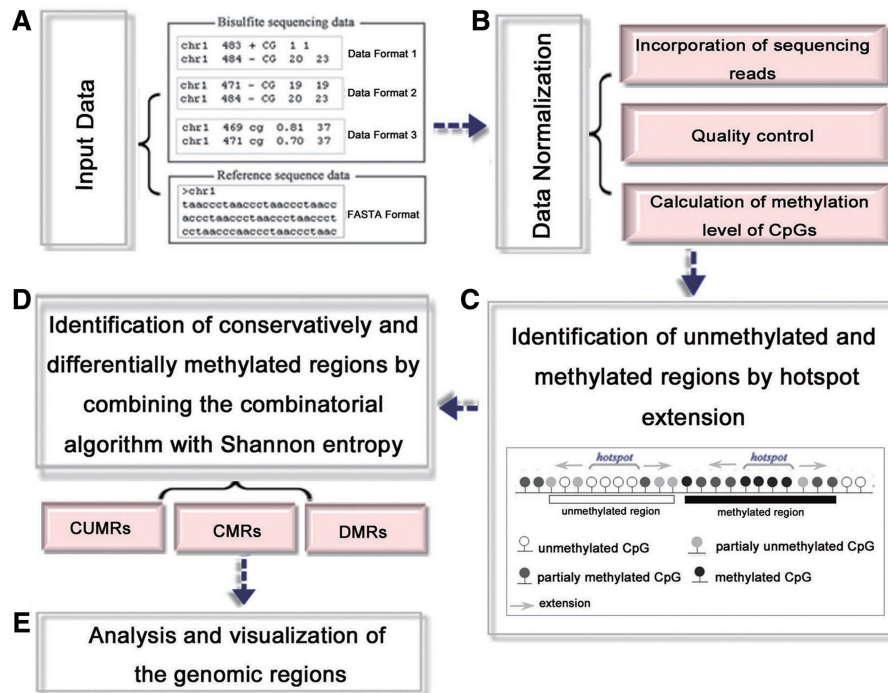 A
Input Data
Bisulfite sequencing data
chr1 483 + CG 1 1
chr1 484 - CG 20 23
Data Format 1
chr1 471 - CG 19 19
chr1 484 - CG 20 23
Data Format 2
chr1 469 cg 0.81 37
chr1 471 cg 0.70 37
Data Format 3
Reference sequence data
>chr1
taaccctaaccctaaccctaacc
accctaaccctaaccctaaccct
cctaacccaaccctaaccctaac
FASTA Format
B
Data Normalization
Incorporation of sequencing
reads
Quality control
Calculation of methylation
level of CpGs
C
Identification of unmethylated and
methylated regions by hotspot
extension
hotspot
hotspot
unmethylated region
methylated region
unmethylated CpG
partialy unmethylated CpG
partialy methylated CpG
methylated CpG
extension
D
Identification of conservatively and
differentially methylated regions by
combining the combinatorial
algorithm with Shannon entropy
CUMRs
CMRs
DMRs
E
Analysis and visualization of
the genomic regions